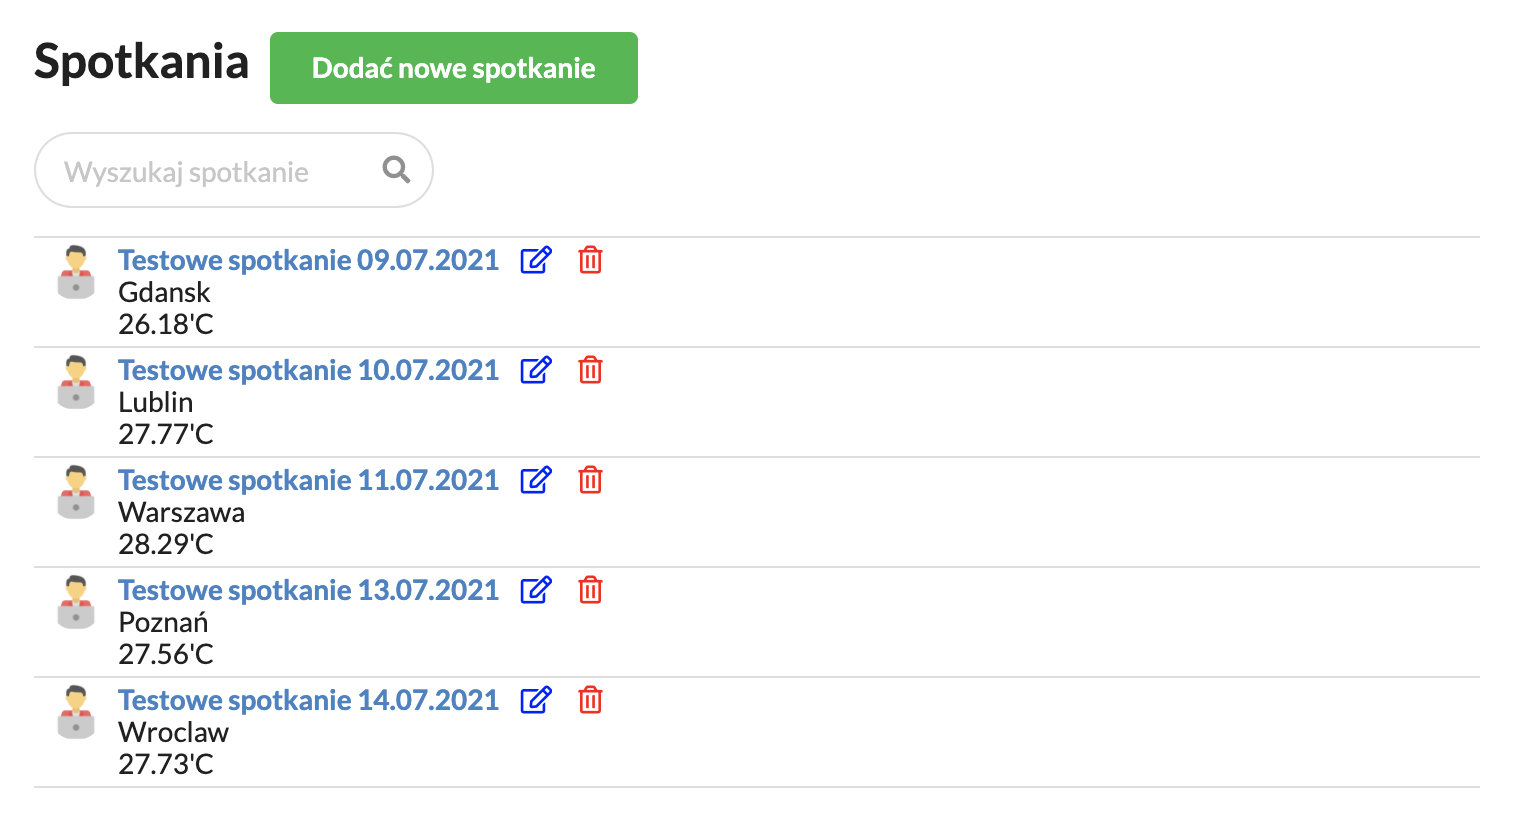 Spotkania
Dodać nowe spotkanie
Wyszukaj spotkanie
Testowe spotkanie 09.07.2021
Gdansk
26.18'C
Testowe spotkanie 10.07.2021
Lublin
27.77'C
Testowe spotkanie 11.07.2021
Warszawa
28.29'C
Testowe spotkanie 13.07.2021
Poznań
27.56'C
Testowe spotkanie 14.07.2021
Wroclaw
27.73'C